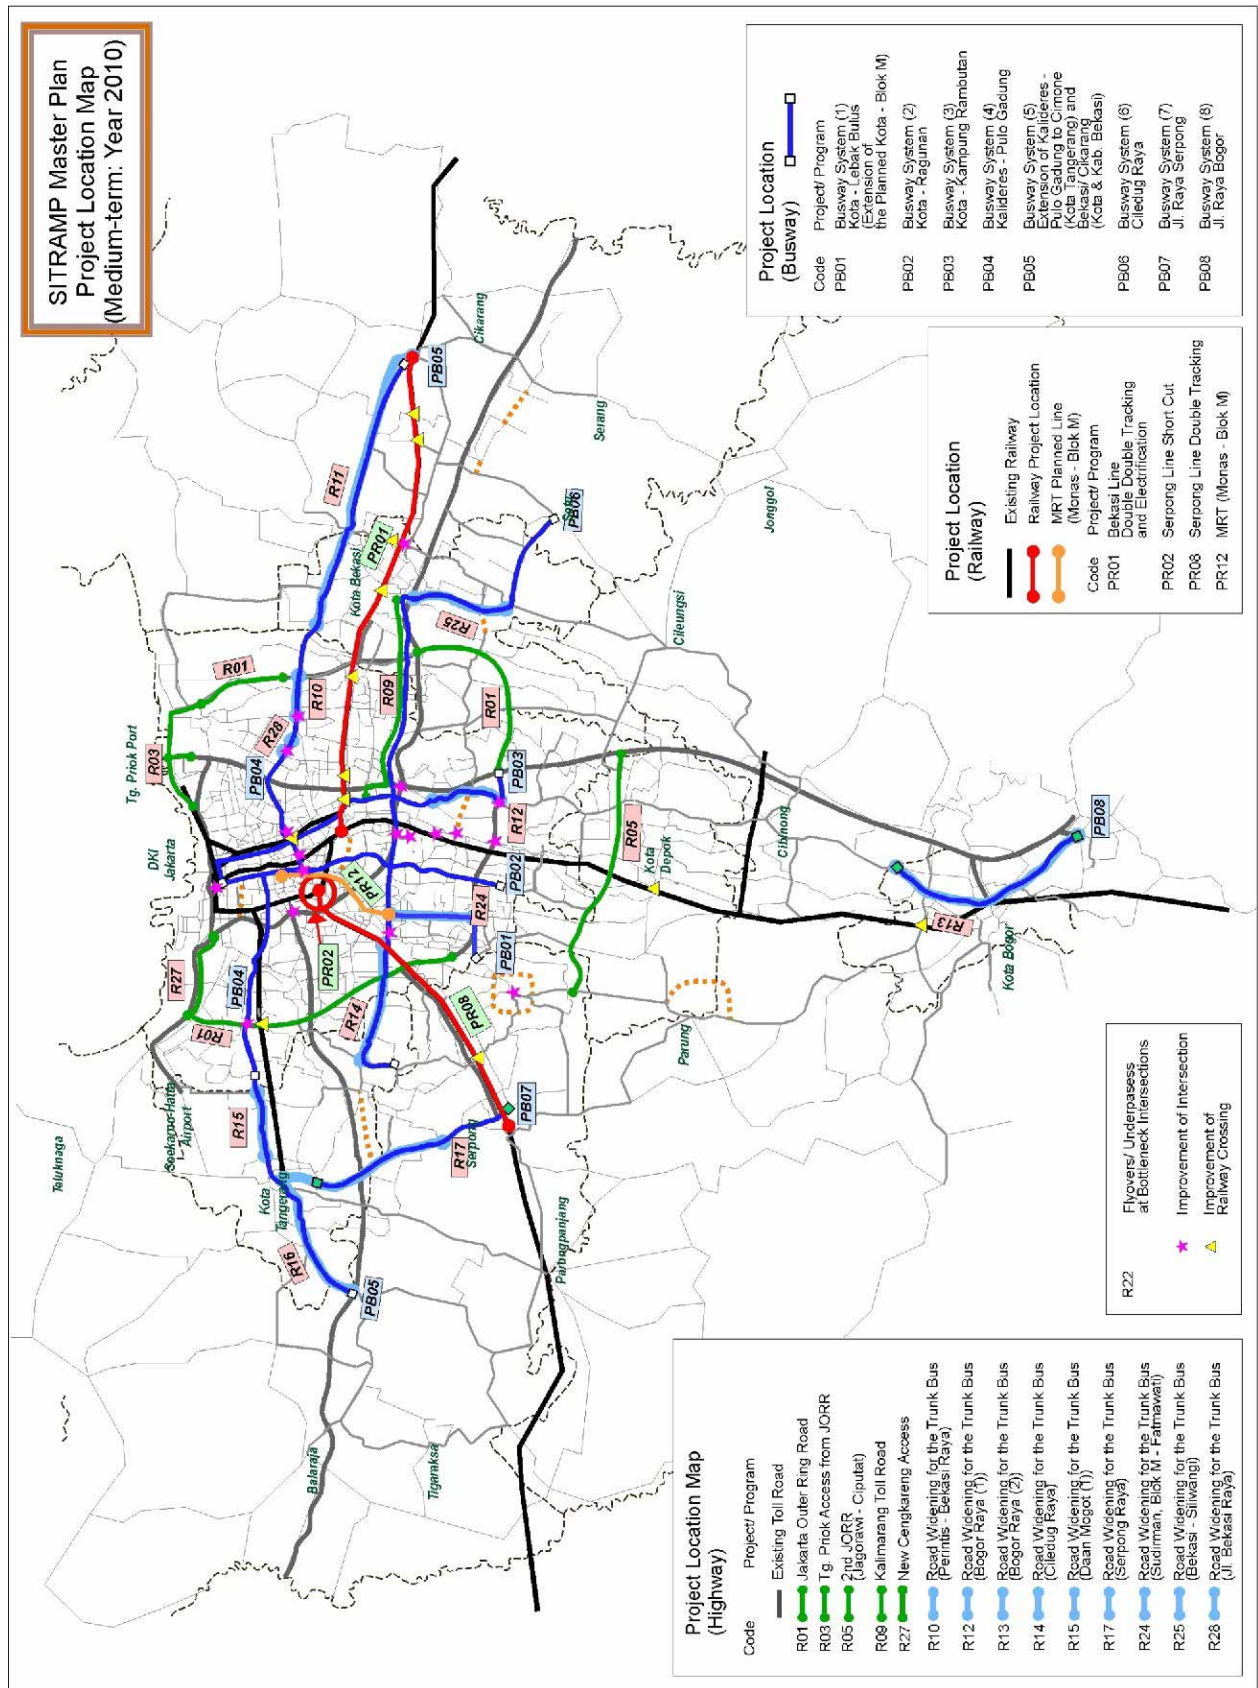 SITRAMP Master Plan
Project Location Map
(Medium-term: Year 2010)
Teluknaga
Soekarno-Hatta
Airport
DKI
Jakarta
Tg. Priok Port
Kota
Tangerang
Balaraja
Tigaraksa
Serpong
Parungpanjang
Parung
Kota
Depok
Cibinong
Kota Bogor
Kota Bekasi
Cikarang
Serang
Setu
Cileungsi
Jonggol
R16
R15
R01
R27
R03
R01
R28
R10
R11
R09
R25
R01
R12
R05
R24
R14
R17
R13
PB05
PB04
PB04
PB05
PB06
PB03
PB02
PB01
PB07
PB08
PR01
PR02
PR08
PR12
Project Location Map
(Highway)
Code Project/ Program
Existing Toll Road
R01 Jakarta Outer Ring Road
R03 Tg. Priok Access from JORR
R05 2nd JORR
(Jagorawi - Ciputat)
R09 Kalimarang Toll Road
R27 New Cengkareng Access
R10 Road Widening for the Trunk Bus
(Perintis - Bekasi Raya)
R12 Road Widening for the Trunk Bus
(Bogor Raya (1))
R13 Road Widening for the Trunk Bus
(Bogor Raya (2))
R14 Road Widening for the Trunk Bus
(Ciledug Raya)
R15 Road Widening for the Trunk Bus
(Daan Mogot (1))
R17 Road Widening for the Trunk Bus
(Serpong Raya)
R24 Road Widening for the Trunk Bus
(Sudirman, Blok M - Fatmawati)
R25 Road Widening for the Trunk Bus
(Bekasi - Siliwangi)
R28 Road Widening for the Trunk Bus
(Jl. Bekasi Raya)
R22 Flyovers/ Underpasess
at Bottleneck Intersections
Improvement of Intersection
Improvement of
Railway Crossing
Project Location
(Railway)
Existing Railway
Railway Project Location
MRT Planned Line
(Monas - Blok M)
Code Project/ Program
PR01 Bekasi Line
Double Double Tracking
and Electrification
PR02 Serpong Line Short Cut
PR08 Serpong Line Double Tracking
PR12 MRT (Monas - Blok M)
Project Location
(Busway)
Code Project/ Program
PB01 Busway System (1)
Kota - Lebak Bulus
(Extension of
the Planned Kota - Blok M)
PB02 Busway System (2)
Kota - Ragunan
PB03 Busway System (3)
Kota - Kampung Rambutan
PB04 Busway System (4)
Kalideres - Pulo Gadung
PB05 Busway System (5)
Extension of Kalideres -
Pulo Gadung to Cimone
(Kota Tangerang) and
Bekasi/ Cikarang
(Kota & Kab. Bekasi)
PB06 Busway System (6)
Ciledug Raya
PB07 Busway System (7)
Jl. Raya Serpong
PB08 Busway System (8)
Jl. Raya Bogor